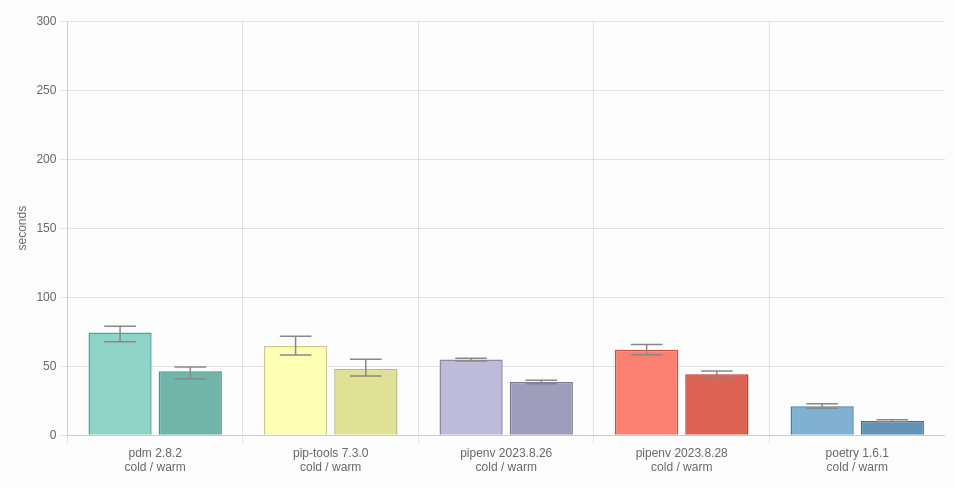 300
250
200
150
100
50
0
seconds
pdm 2.8.2
cold / warm
pip-tools 7.3.0
cold / warm
pipenv 2023.8.26
cold / warm
pipenv 2023.8.28
cold / warm
poetry 1.6.1
cold / warm